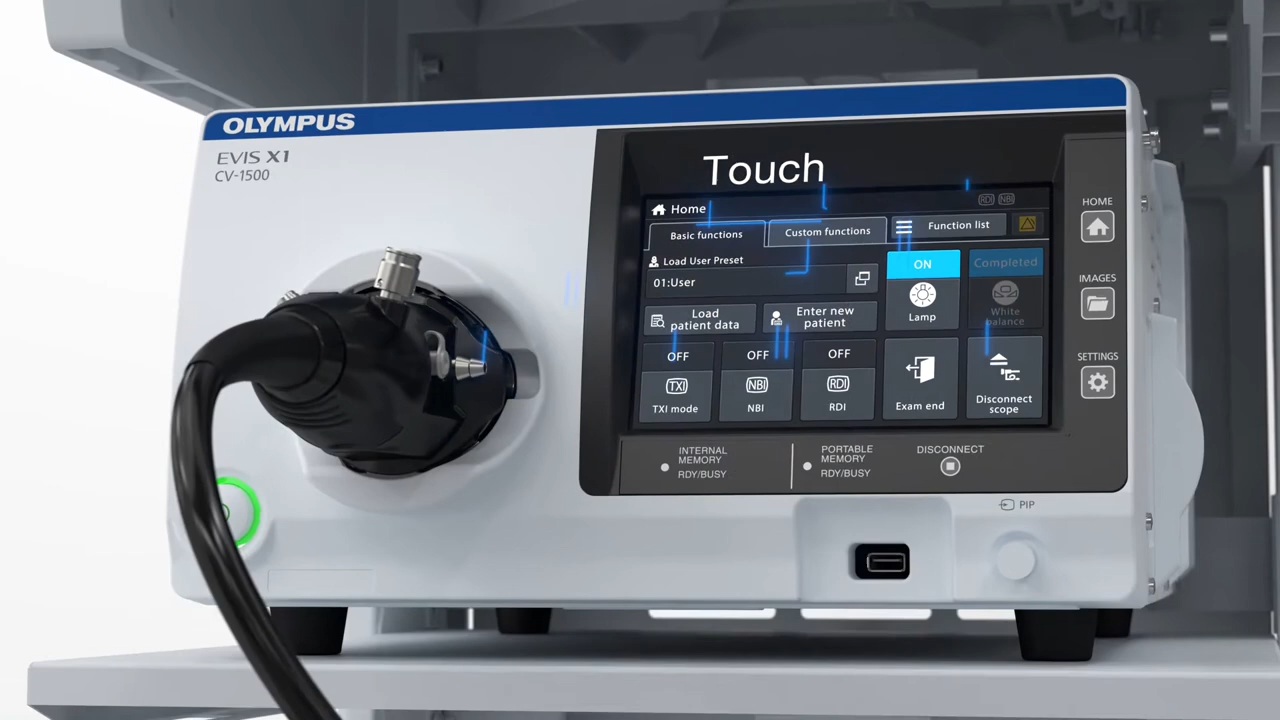 OLYMPUS
EVIS X1
CV-1500
Touch
Home
RDI NBI
Basic functions
Custom functions
Function list
Load User Preset
01:User
ON
Lamp
Completed
White
balance
Load
patient data
Enter new
patient
OFF
TXI
TXI mode
OFF
NBI
NBI
OFF
RDI
RDI
Exam end
Disconnect
scope
HOME
IMAGES
SETTINGS
INTERNAL
MEMORY
RDY/BUSY
PORTABLE
MEMORY
RDY/BUSY
DISCONNECT
PIP